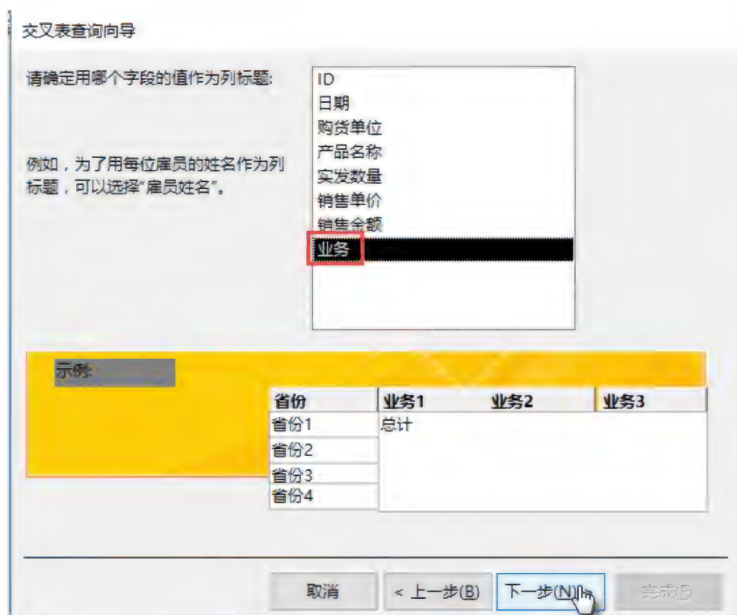 交叉表查询向导
请确定用哪个字段的值作为列标题:
例如，为了用每位雇员的姓名作为列
标题，可以选择"雇员姓名"。
ID
日期
购货单位
产品名称
实发数量
销售单价
销售金额
业务
示例:
省份 业务1 业务2 业务3
省份1 总计
省份2
省份3
省份4
取消 < 上一步(B) 下一步(N) 完成(F)